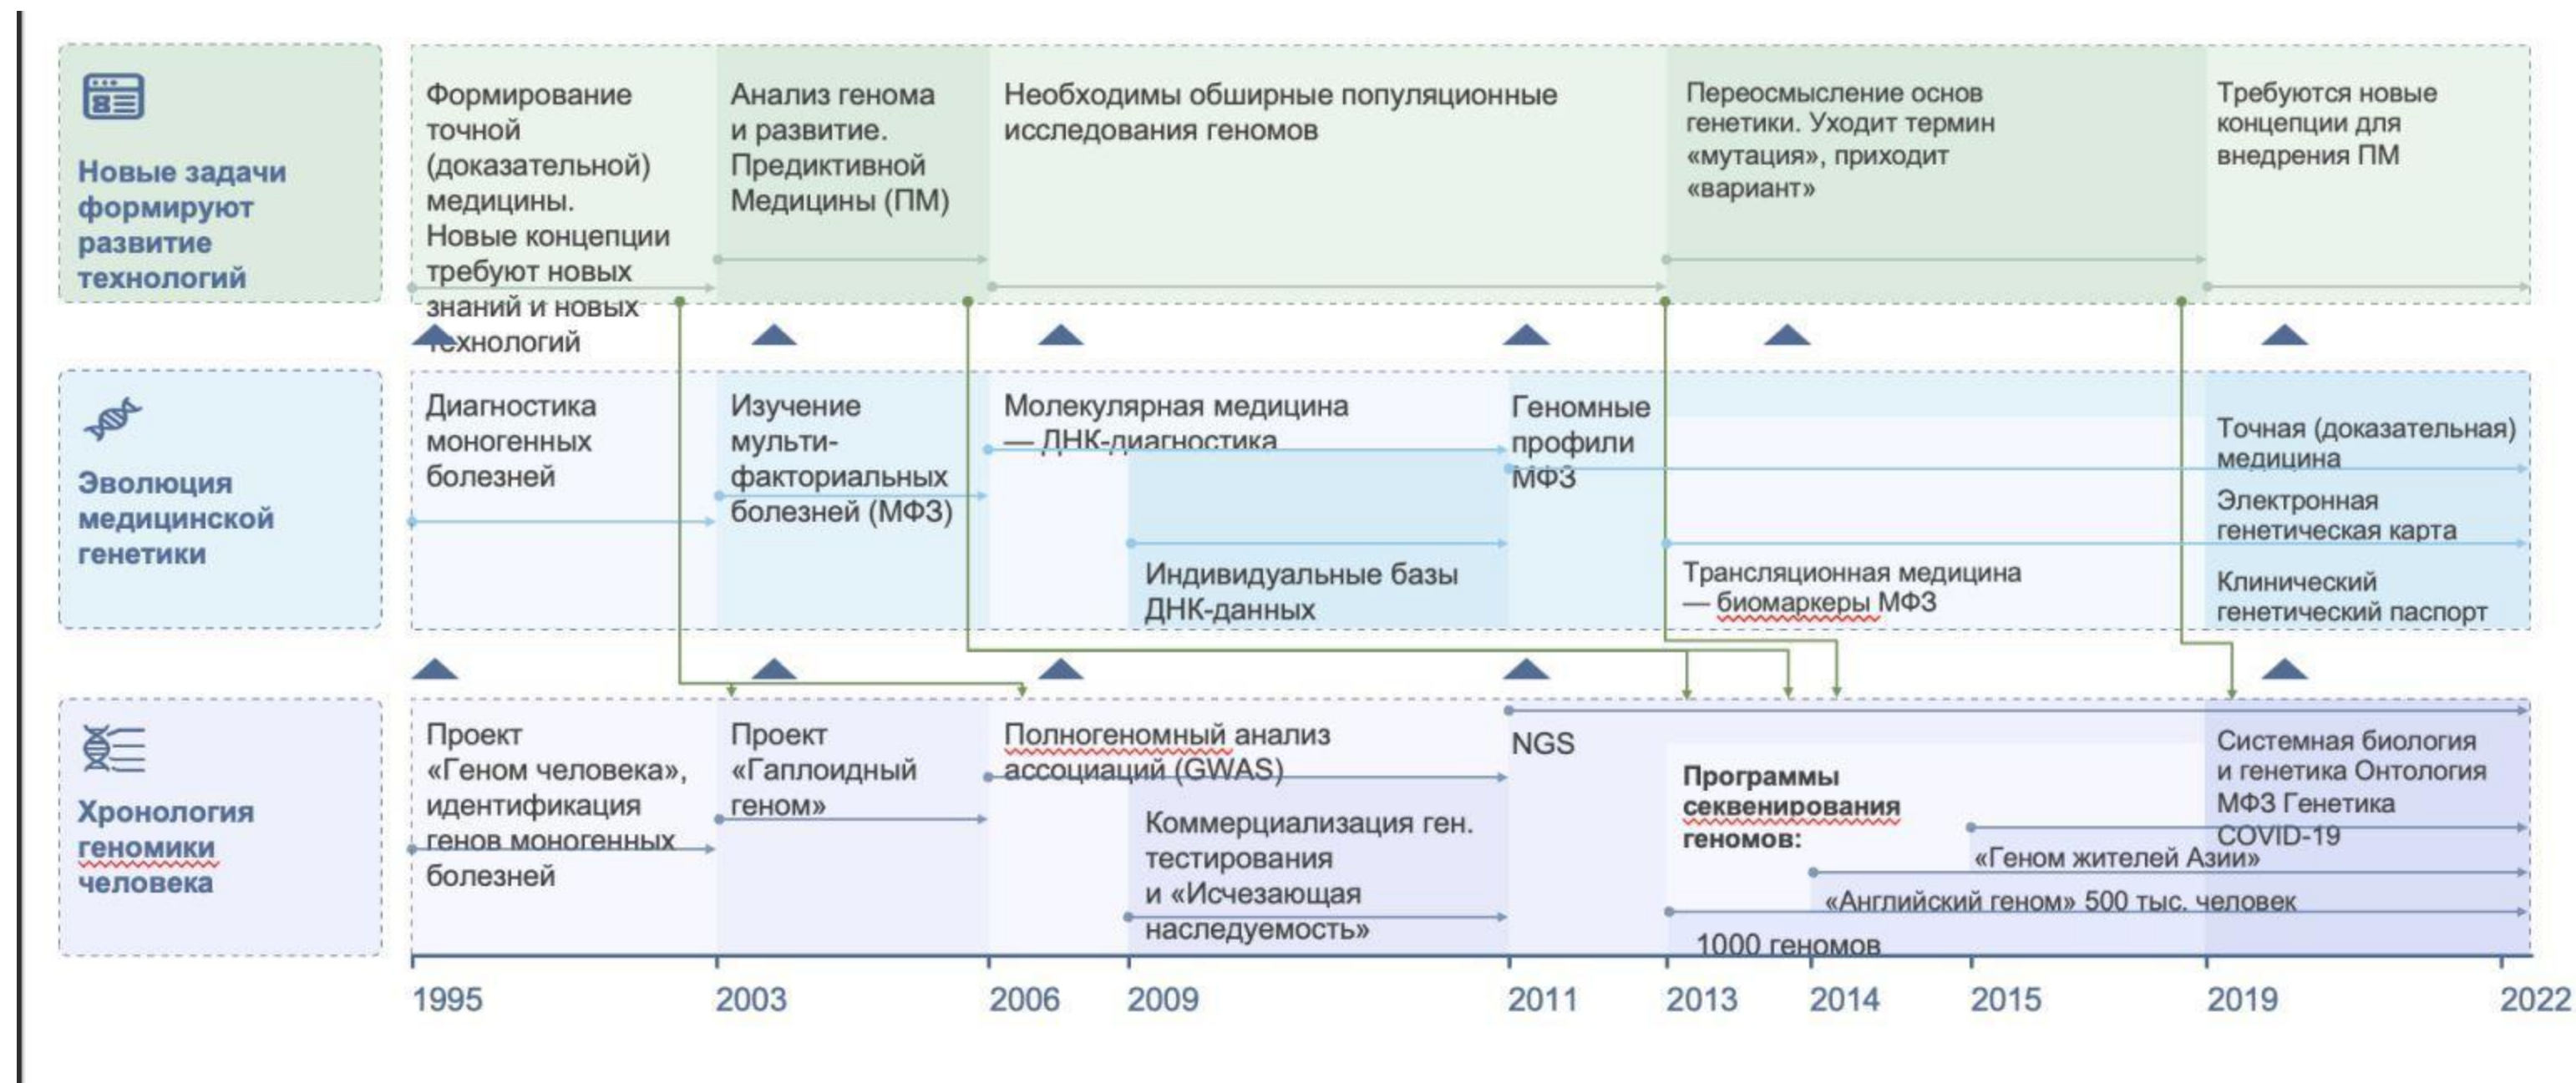 Новые задачи
формируют
развитие
технологий
Формирование
точной
(доказательной)
медицины.
Новые концепции
требуют новых
знаний и новых
технологий
Анализ генома
и развитие.
Предиктивной
Медицины (ПМ)
Необходимы обширные популяционные
исследования геномов
Переосмысление основ
генетики. Уходит термин
«мутация», приходит
«вариант»
Требуются новые
концепции для
внедрения ПМ
Эволюция
медицинской
генетики
Диагностика
моногенных
болезней
Изучение
мульти-
факториальных
болезней (МФЗ)
Молекулярная медицина
— ДНК-диагностика
Индивидуальные базы
ДНК-данных
Геномные
профили
МФЗ
Трансляционная медицина
— биомаркеры МФЗ
Точная (доказательная)
медицина
Электронная
генетическая карта
Клинический
генетический паспорт
Хронология
геномики
человека
Проект
«Геном человека»,
идентификация
генов моногенных
болезней
Проект
«Гаплоидный
геном»
Полногеномный анализ
ассоциаций (GWAS)
Коммерциализация ген.
тестирования
и «Исчезающая
наследуемость»
NGS
Программы
секвенирования
геномов:
Системная биология
и генетика Онтология
МФЗ Генетика
COVID-19
«Геном жителей Азии»
«Английский геном» 500 тыс. человек
1000 геномов
1995
2003
2006
2009
2011
2013
2014
2015
2019
2022